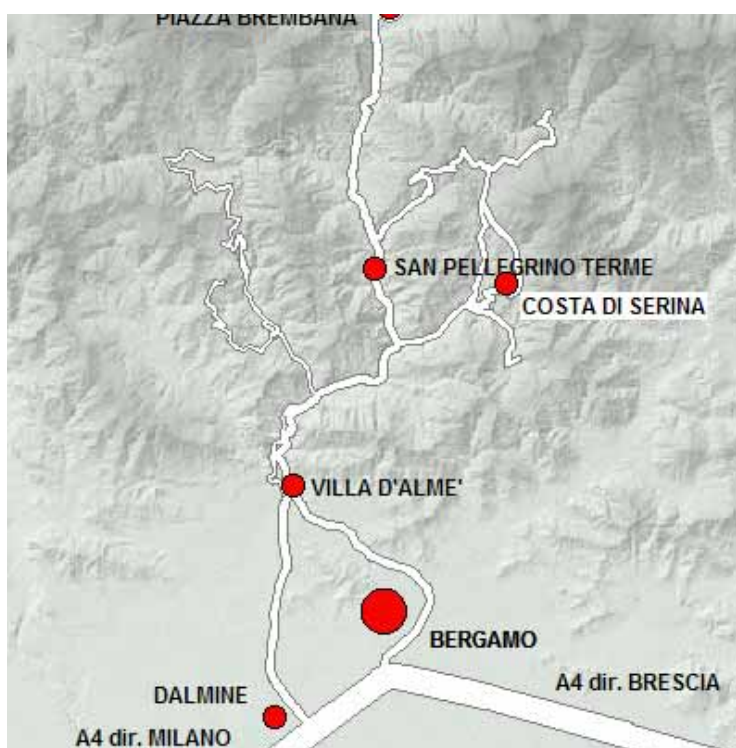 PIAZZA BREMBANA
SAN PELLEGRINO TERME
COSTA DI SERINA
VILLA D'ALME'
BERGAMO
A4 dir. BRESCIA
DALMINE
A4 dir. MILANO